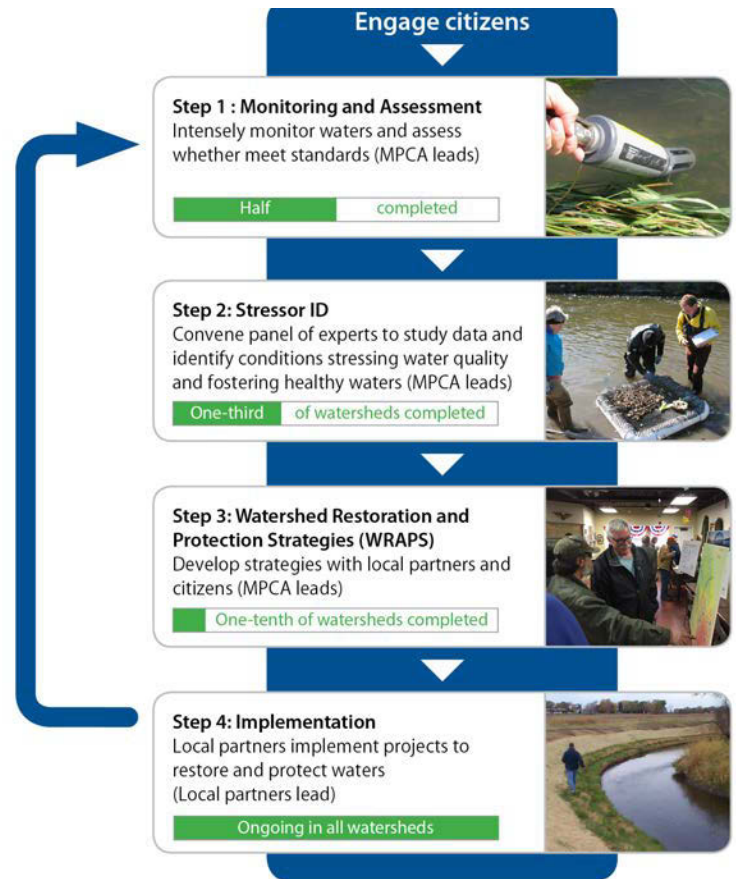 Engage citizens
Step 1 : Monitoring and Assessment
Intensely monitor waters and assess
whether meet standards (MPCA leads)
Half completed
Step 2: Stressor ID
Convene panel of experts to study data and
identify conditions stressing water quality
and fostering healthy waters (MPCA leads)
One-third of watersheds completed
Step 3: Watershed Restoration and
Protection Strategies (WRAPS)
Develop strategies with local partners and
citizens (MPCA leads)
One-tenth of watersheds completed
Step 4: Implementation
Local partners implement projects to
restore and protect waters
(Local partners lead)
Ongoing in all watersheds